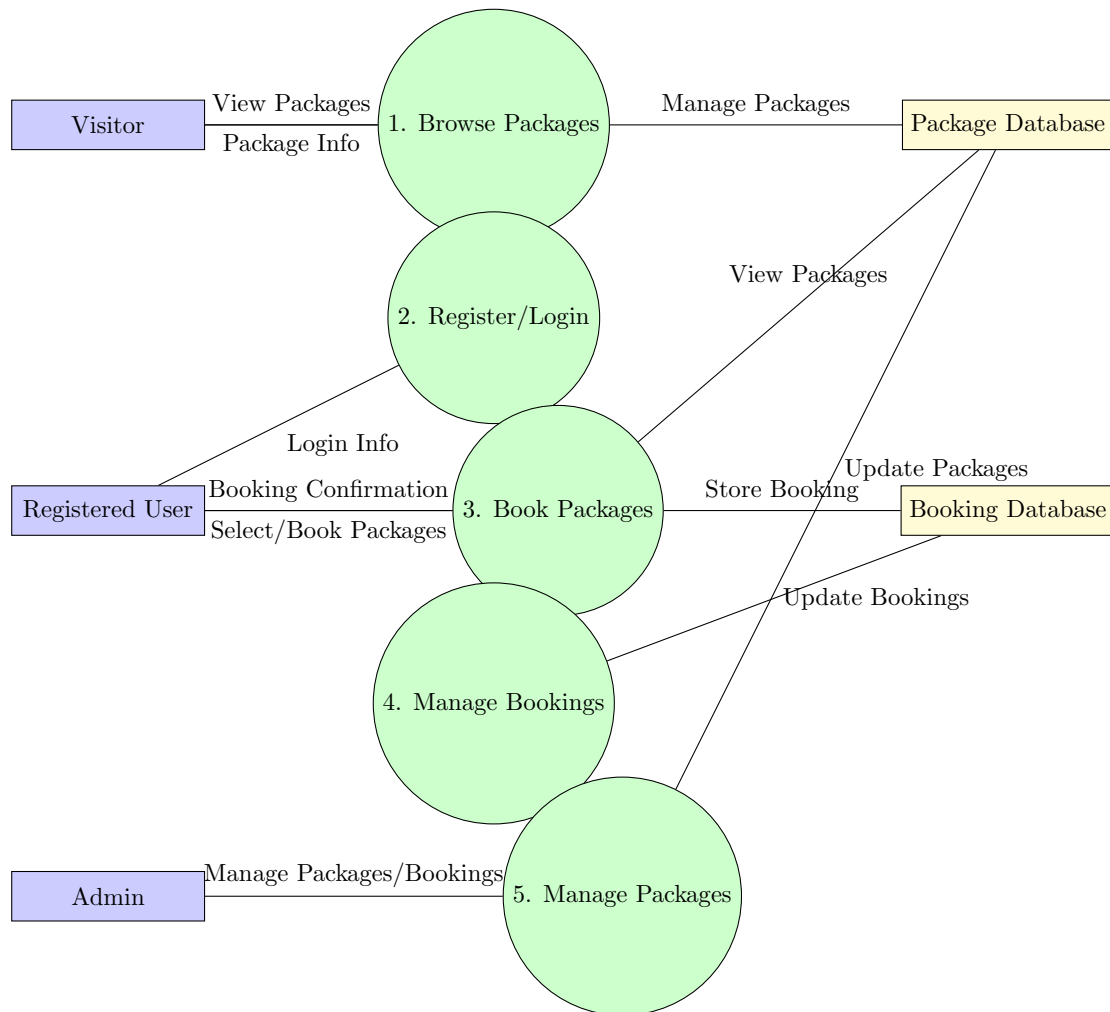 View Packages
Manage Packages
Visitor
1. Browse Packages
Package Database
Package Info
View Packages
2. Register/Login
Login Info
Update Packages
Booking Confirmation
Store Booking
Registered User
3. Book Packages
Booking Database
Select/Book Packages
Update Bookings
4. Manage Bookings
Manage Packages/Bookings
Admin
5. Manage Packages